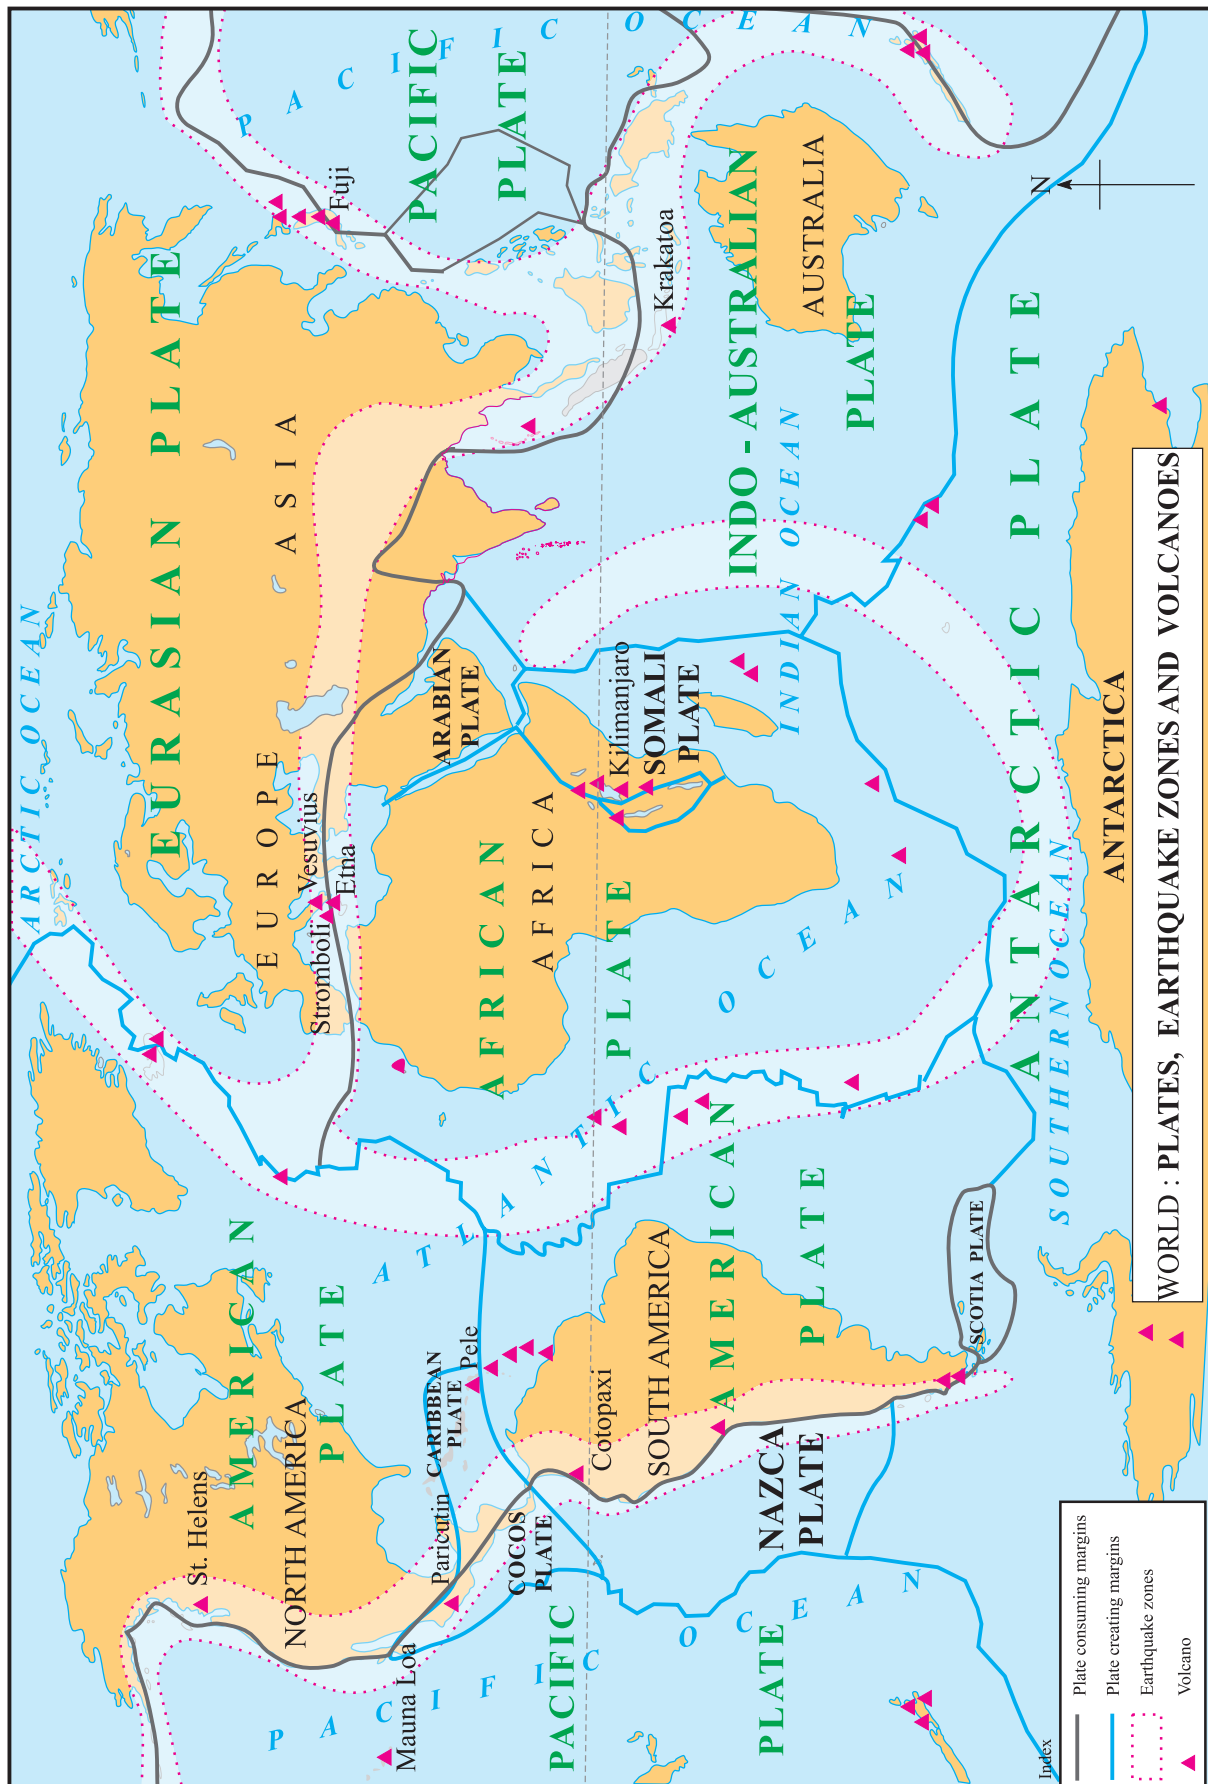 ARCTIC OCEAN
EURASIAN PLATE
EUROPE
ASIA
AMERICAN
PLATE
NORTH AMERICA
St. Helens
Vesuvius
Stromboli
Etna
Fuji
PACIFIC OCEAN
PACIFIC
PLATE
ATLANTIC OCEAN
Mauna Loa
Paricutin
CARIBBEAN
PLATE
Pele
COCOS
PLATE
ARABIAN
PLATE
AFRICAN
PLATE
AFRICA
Kilimanjaro
SOMALI
PLATE
Krakatoa
PACIFIC OCEAN
PACIFIC
PLATE
Cotopaxi
SOUTH AMERICA
AMERICAN
PLATE
NAZCA
PLATE
INDO - AUSTRALIAN
PLATE
INDIAN OCEAN
AUSTRALIA
SCOTIA PLATE
ANTARCTIC PLATE
SOUTHERN OCEAN
ANTARCTICA
N
Index
Plate consuming margins
Plate creating margins
Earthquake zones
Volcano
WORLD : PLATES, EARTHQUAKE ZONES AND VOLCANOES